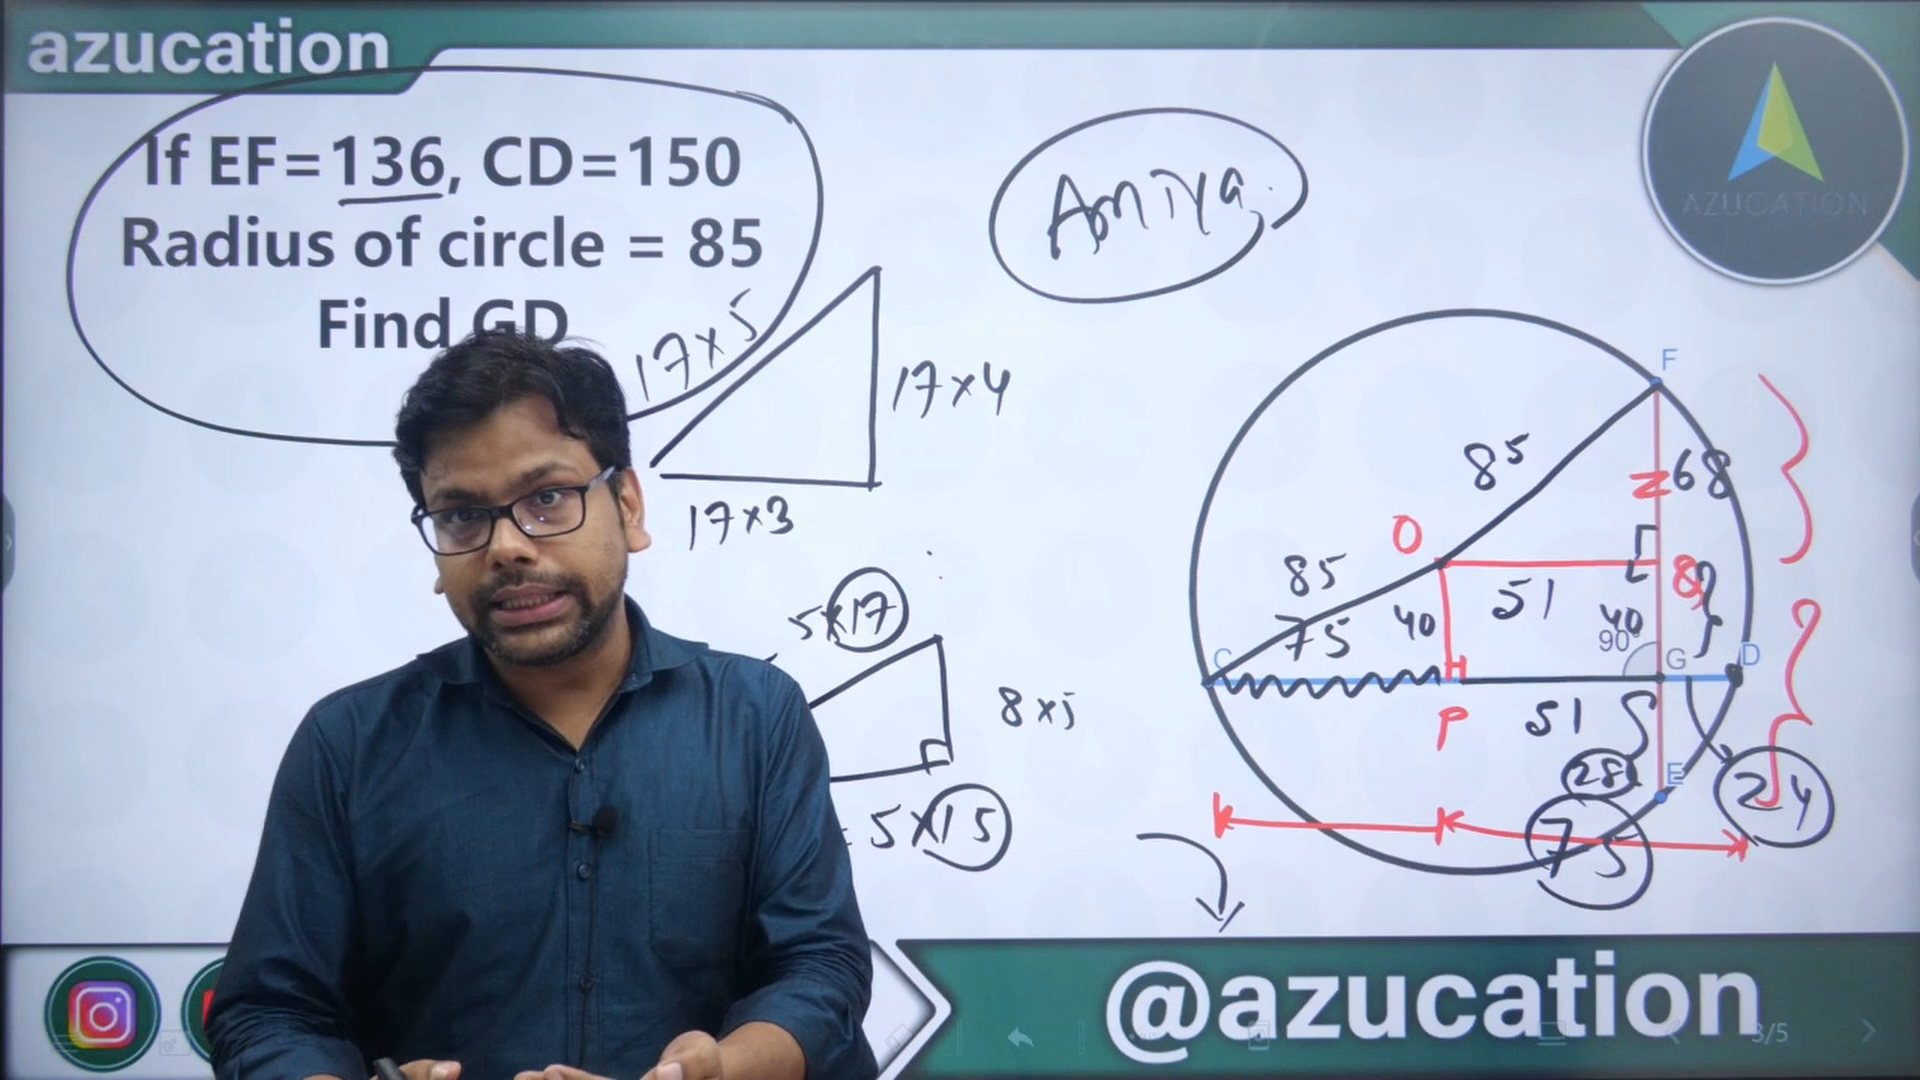 azucation
If EF=136, CD=150
Radius of circle = 85
Find GD
Amiya
AZUCATION
17×5
17×4
17×3
5×17
8×5
5×15
F
85
Z 68
O
85
51
40
40
75
90°
C
H
G
D
P
51
28
E
24
75
@azucation
3/5